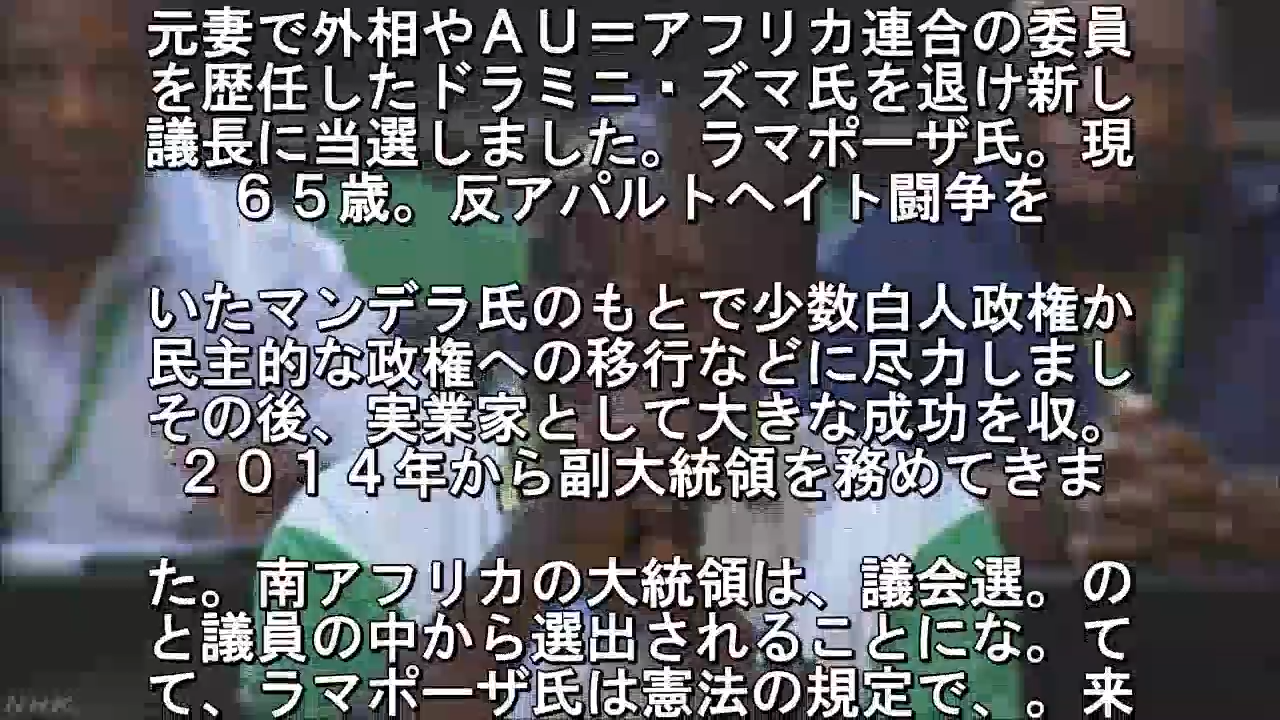 元妻で外相やＡＵ＝アフリカ連合の委員
を歴任したドラミニ・ズマ氏を退け新し
議長に当選しました。ラマポーザ氏。現
６５歳。反アパルトヘイト闘争を
いたマンデラ氏のもとで少数白人政権か
民主的な政権への移行などに尽力しまし
その後、実業家として大きな成功を収。
２０１４年から副大統領を務めてきま
た。南アフリカの大統領は、議会選。の
と議員の中から選出されることにな。て
て、ラマポーザ氏は憲法の規定で、。来
NHK